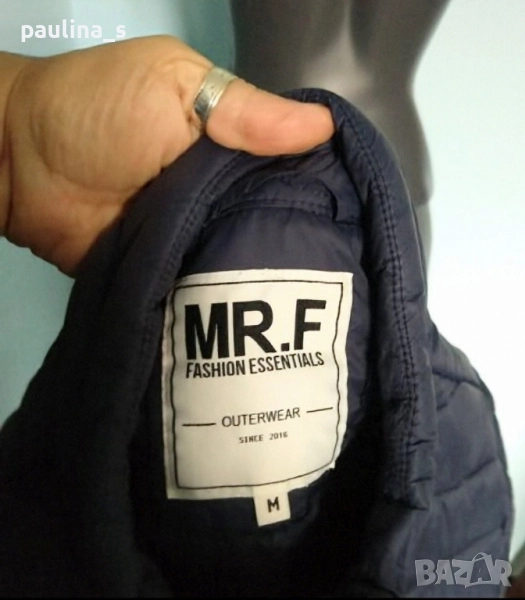 paulina_s
MR.F
FASHION ESSENTIALS
OUTERWEAR
SINCE 2016
M
BAZAR